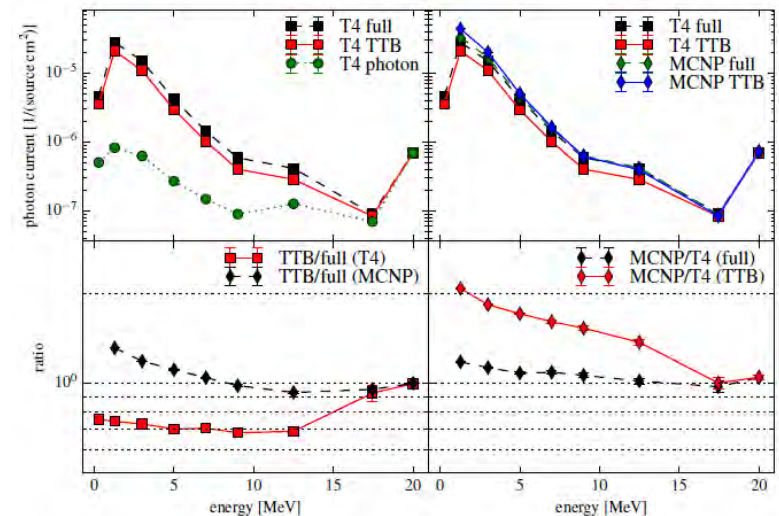 T4 full
T4 TTB
T4 photon
T4 full
T4 TTB
MCNP full
MCNP TTB
photon current [1/(source cm²)]
10⁻⁵
10⁻⁶
10⁻⁷
TTB/full (T4)
TTB/full (MCNP)
MCNP/T4 (full)
MCNP/T4 (TTB)
ratio
10⁰
0 5 10 15 20 0 5 10 15 20
energy [MeV] energy [MeV]